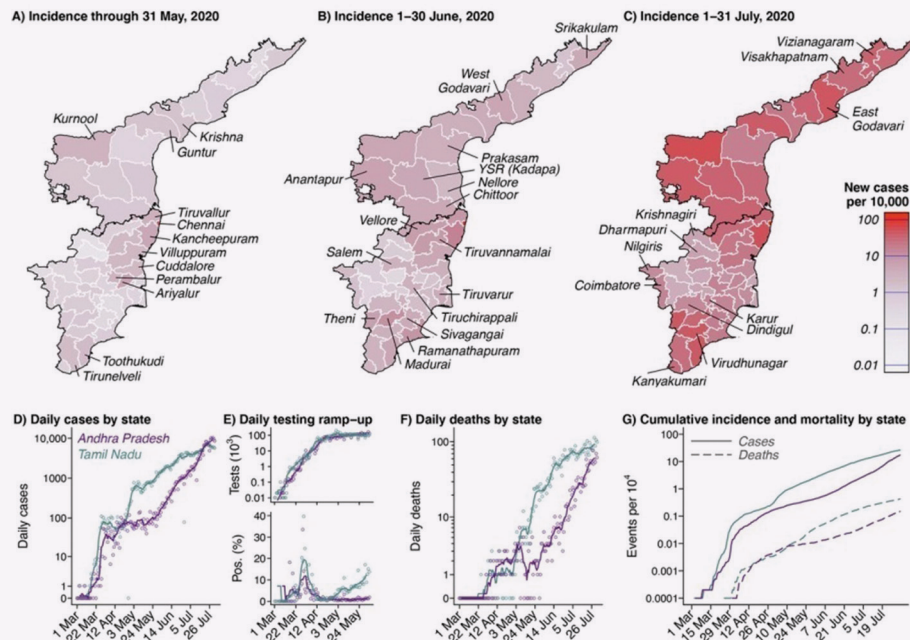 A) Incidence through 31 May, 2020
Kurnool
Krishna
Guntur
Tiruvallur
Chennai
Kancheepuram
Villuppuram
Cuddalore
Perambalur
Ariyalur
Toothukudi
Tirunelveli
B) Incidence 1–30 June, 2020
Srikakulam
West
Godavari
Prakasam
YSR (Kadapa)
Anantapur
Nellore
Chittoor
Vellore
Salem
Tiruvannamalai
Tiruvarur
Theni
Tiruchirappali
Sivagangai
Ramanathapuram
Madurai
C) Incidence 1–31 July, 2020
Vizianagaram
Visakhapatnam
East
Godavari
Krishnagiri
Dharmapuri
Nilgiris
Coimbatore
Karur
Dindigul
Virudhunagar
Kanyakumari
New cases
per 10,000
100
10
1
0.1
0.01
D) Daily cases by state
Andhra Pradesh
Tamil Nadu
Daily cases
10,000
1000
100
10
1
0
1 Mar
22 Mar
12 Apr
3 May
24 May
14 Jun
5 Jul
26 Jul
E) Daily testing ramp–up
Tests (10³)
100
10
1
0.1
0.01
Pos. (%)
40
30
20
10
0
1 Mar
22 Mar
12 Apr
3 May
24 May
F) Daily deaths by state
Daily deaths
100
10
1
0
1 Mar
22 Mar
12 Apr
3 May
24 May
14 Jun
5 Jul
26 Jul
G) Cumulative incidence and mortality by state
Cases
Deaths
Events per 10⁴
100
10
1
0.1
0.01
0.001
0.0001
1 Mar
15 Mar
29 Mar
12 Apr
26 Apr
10 May
24 May
7 Jun
21 Jun
5 Jul
19 Jul